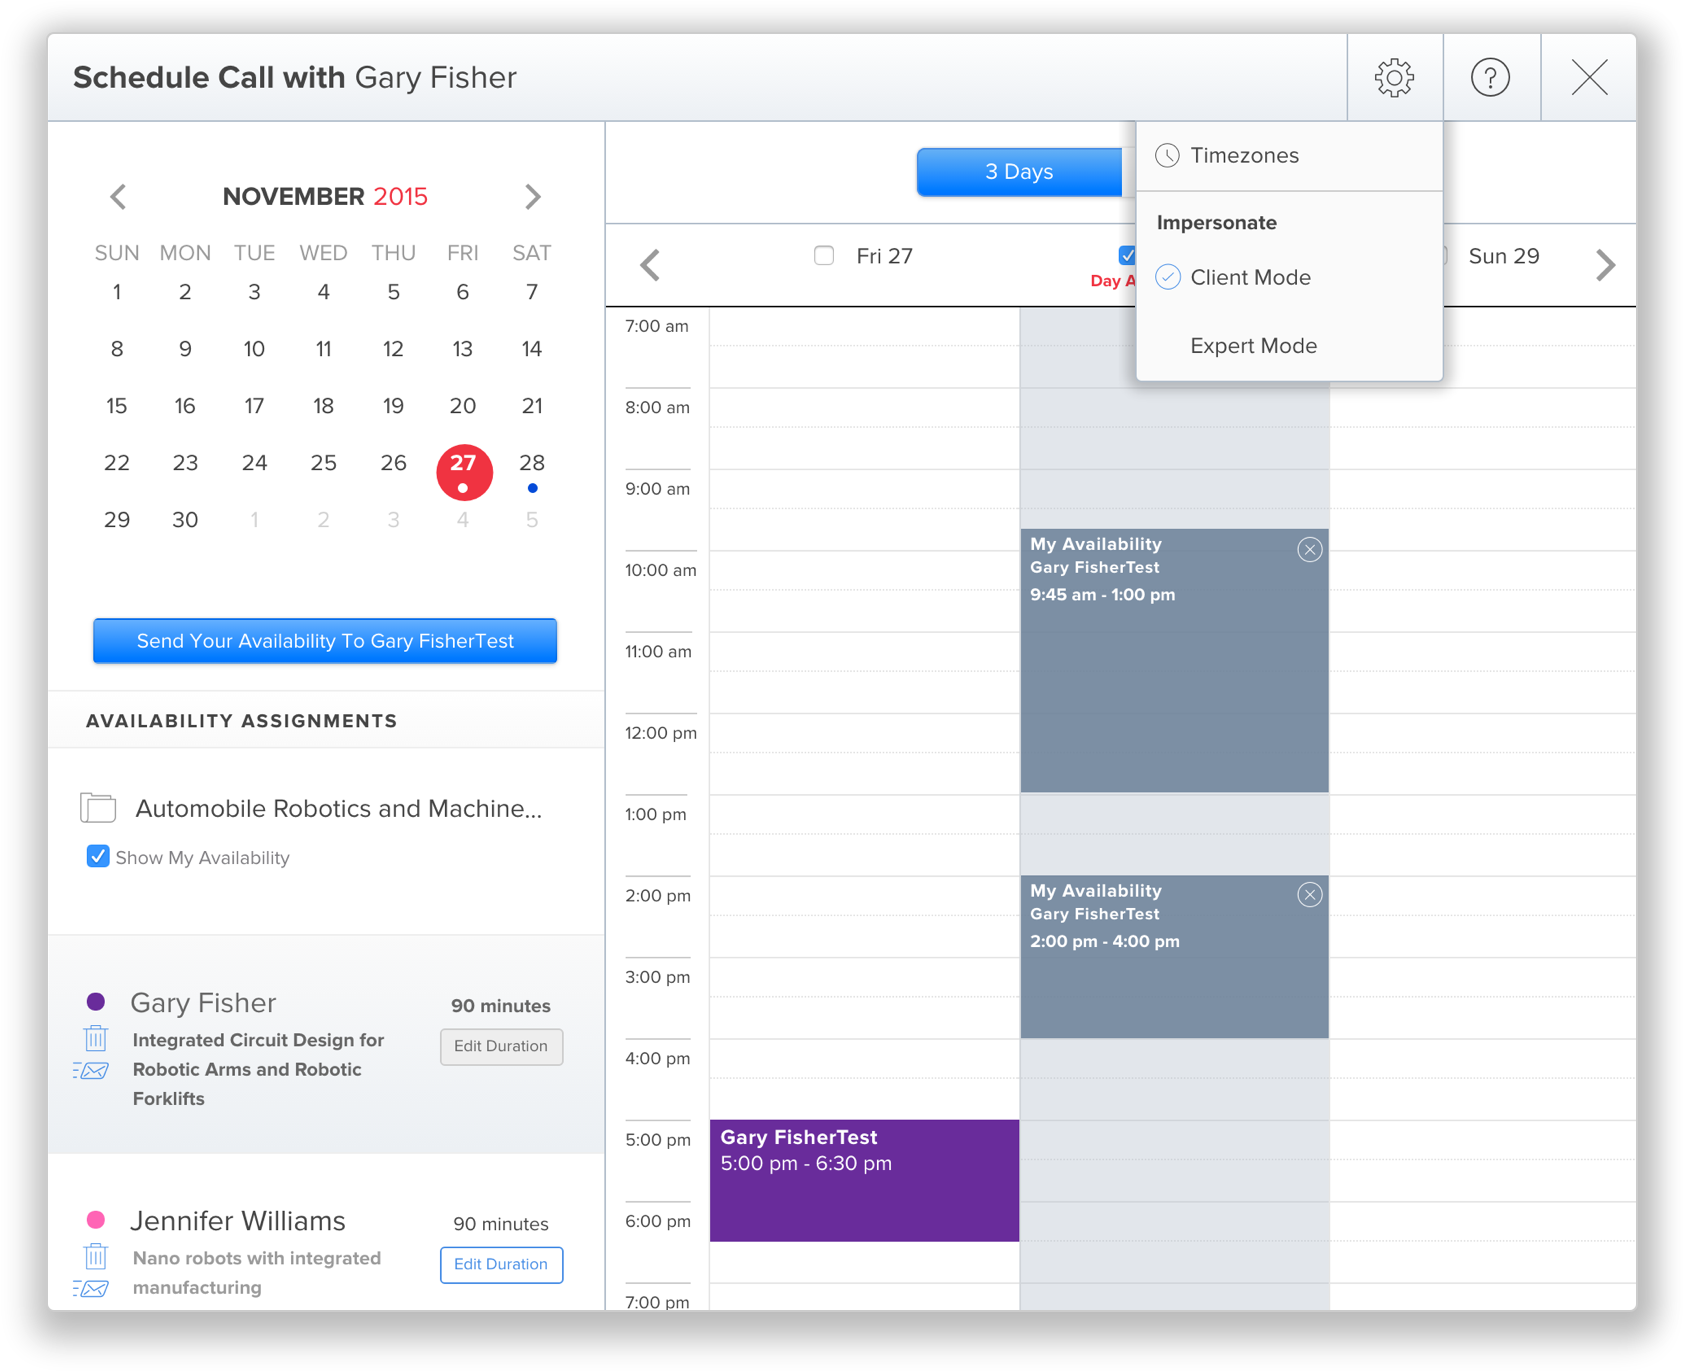 Schedule Call with Gary Fisher
?
NOVEMBER 2015
SUN MON TUE WED THU FRI SAT
1 2 3 4 5 6 7
8 9 10 11 12 13 14
15 16 17 18 19 20 21
22 23 24 25 26 27 28
29 30 1 2 3 4 5
Send Your Availability To Gary FisherTest
AVAILABILITY ASSIGNMENTS
Automobile Robotics and Machine...
Show My Availability
Gary Fisher
90 minutes
Integrated Circuit Design for
Robotic Arms and Robotic
Forklifts
Edit Duration
Jennifer Williams
90 minutes
Nano robots with integrated
manufacturing
Edit Duration
3 Days
Timezones
Impersonate
Client Mode
Expert Mode
Fri 27
Day A
Sun 29
7:00 am
8:00 am
9:00 am
10:00 am
11:00 am
12:00 pm
1:00 pm
2:00 pm
3:00 pm
4:00 pm
5:00 pm
6:00 pm
7:00 pm
My Availability
Gary FisherTest
9:45 am - 1:00 pm
My Availability
Gary FisherTest
2:00 pm - 4:00 pm
Gary FisherTest
5:00 pm - 6:30 pm